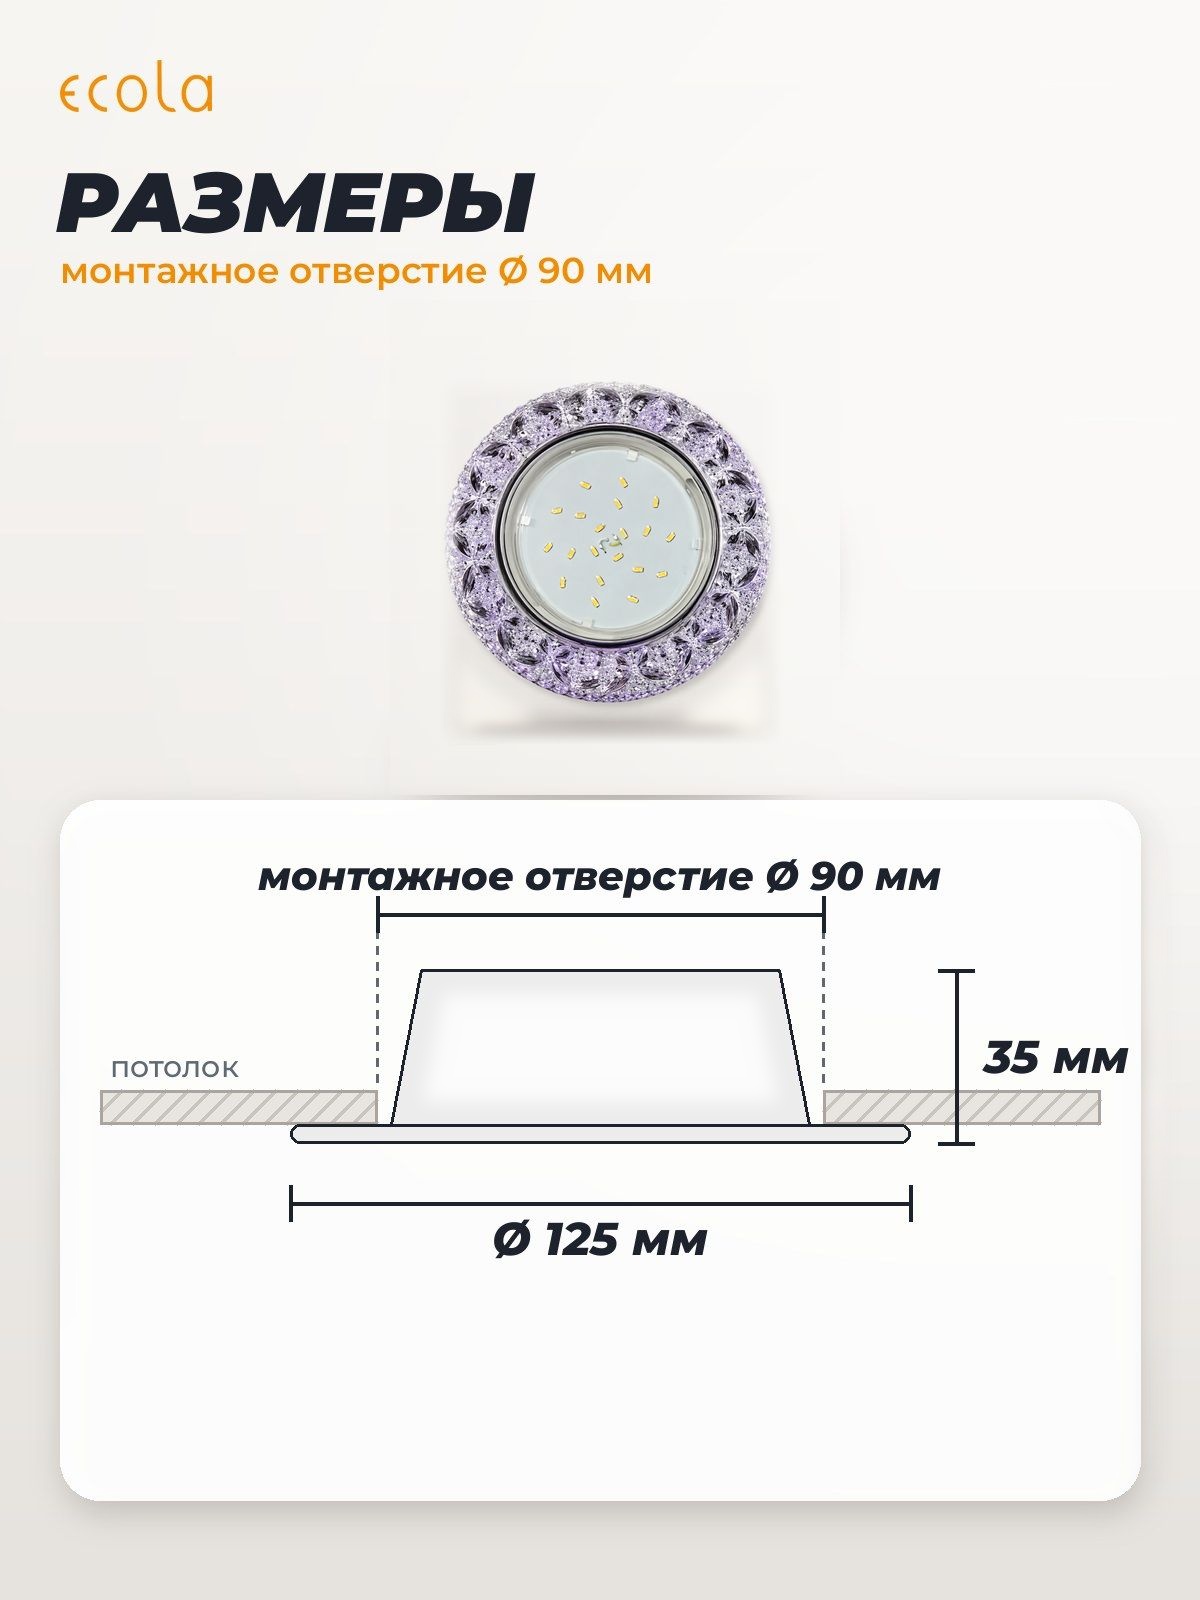 ecola
РАЗМЕРЫ
монтажное отверстие Ø 90 мм
монтажное отверстие Ø 90 мм
потолок
35 мм
Ø 125 мм